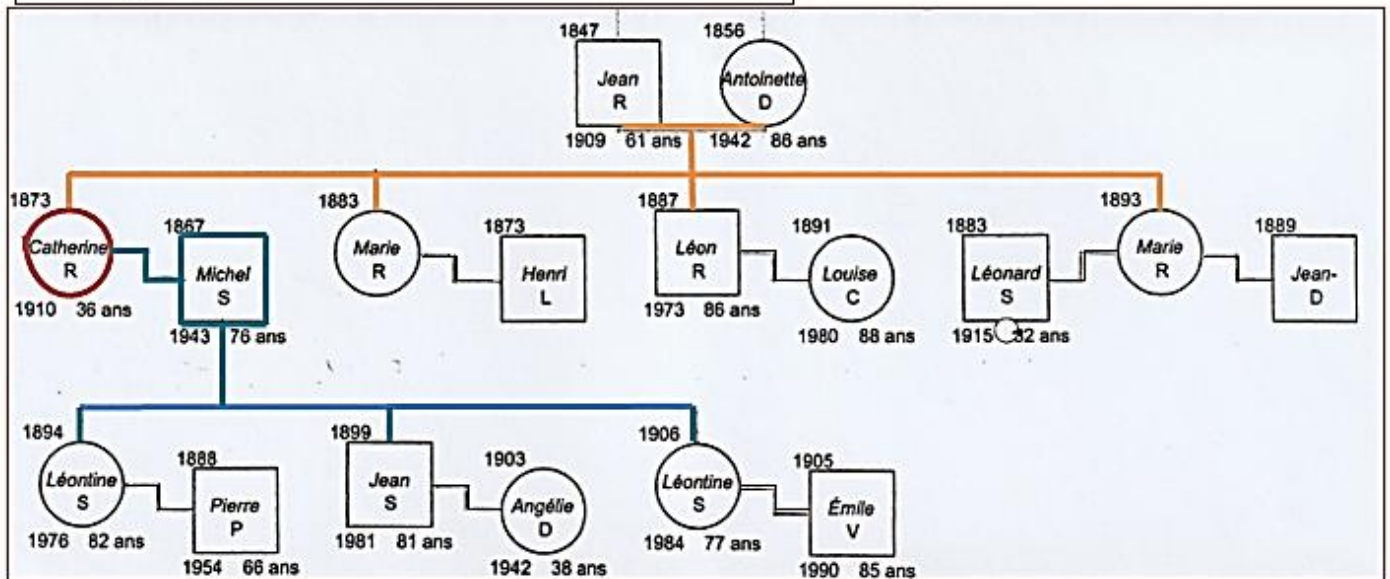 1847 1856
Jean Antoinette
R D
1909 61 ans 1942 86 ans
1873 1867 1883 1873 1887 1891 1883 1893 1889
Catherine Michel Marie Henri Léon Louise Léonard Marie Jean-
R S R L R C S R D
1910 36 ans 1943 76 ans 1973 86 ans 1980 88 ans 1915 32 ans
1894 1888 1899 1903 1906 1905
Léontine Pierre Jean Angélie Léontine Émile
S P S D S V
1976 82 ans 1954 66 ans 1981 81 ans 1942 38 ans 1984 77 ans 1990 85 ans